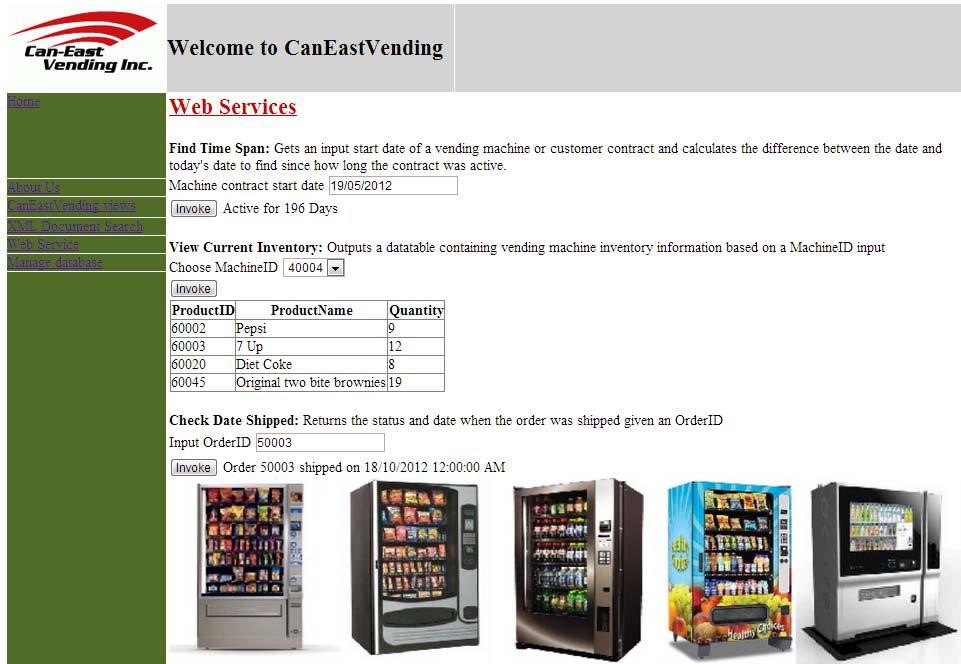 Can-East
Vending Inc.
Welcome to CanEastVending
Home
About Us
CanEastVending views
XML Document Search
Web Service
Manage database
Web Services
Find Time Span: Gets an input start date of a vending machine or customer contract and calculates the difference between the date and
today's date to find since how long the contract was active.
Machine contract start date 19/05/2012
Invoke Active for 196 Days
View Current Inventory: Outputs a datatable containing vending machine inventory information based on a MachineID input
Choose MachineID 40004
Invoke
ProductID ProductName Quantity
60002 Pepsi 9
60003 7 Up 12
60020 Diet Coke 8
60045 Original two bite brownies 19
Check Date Shipped: Returns the status and date when the order was shipped given an OrderID
Input OrderID 50003
Invoke Order 50003 shipped on 18/10/2012 12:00:00 AM
Healthy Choices